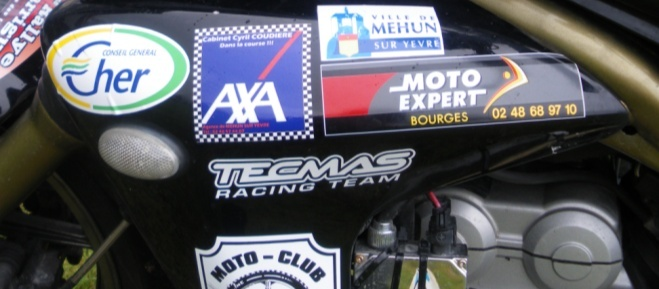 CONSEIL GENERAL
Cher
Cabinet Cyril COUDIERE
Dans la course !!!
AXA
VILLE DE
MEHUN
SUR YEVRE
MOTO
EXPERT
BOURGES 02 48 68 97 10
TECMAS
RACING TEAM
MOTO - CLUB